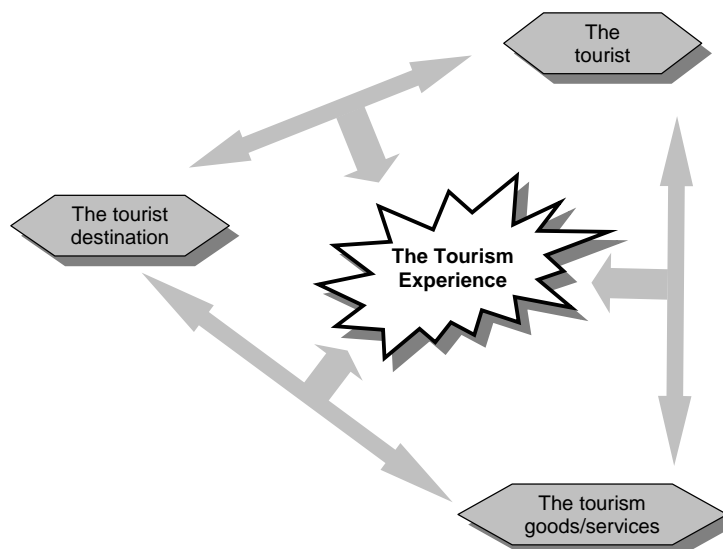 The
tourist
The tourist
destination
The Tourism
Experience
The tourism
goods/services